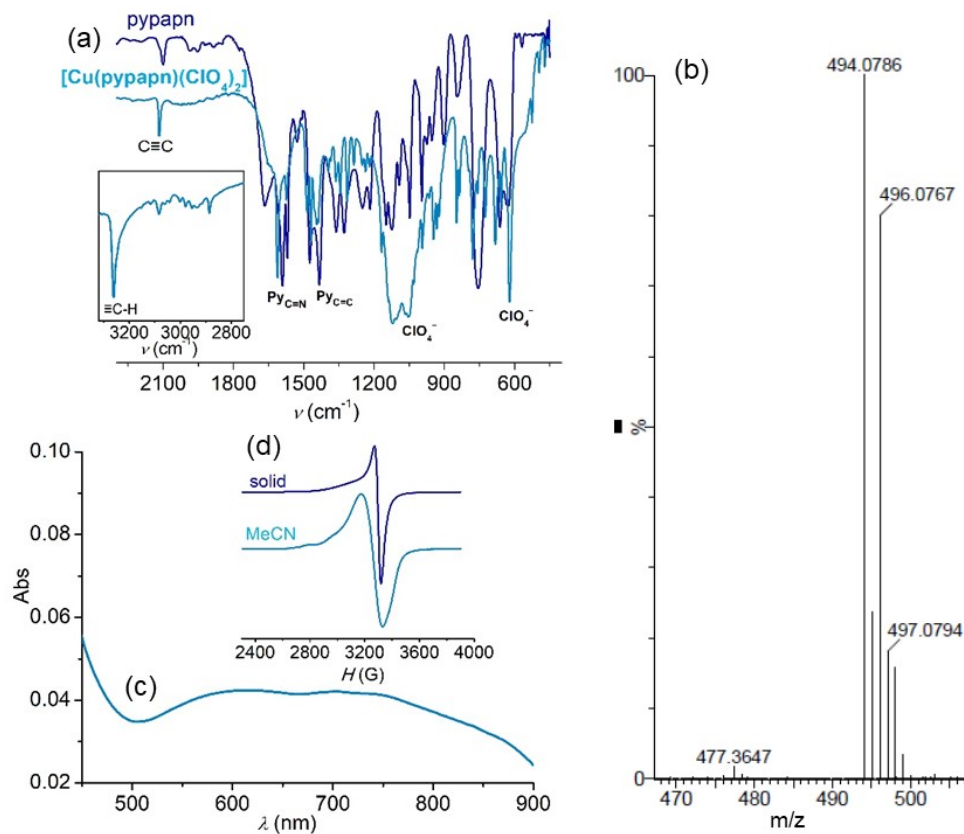 (a)
pypapn
[Cu(pypapn)(ClO₄)₂]
C≡C
≡C-H
3200 3000 2800
ν (cm⁻¹)
Py_C=N
Py_C=C
ClO₄⁻
ClO₄⁻
2100 1800 1500 1200 900 600
ν (cm⁻¹)
(b)
100
%
0
494.0786
496.0767
497.0794
477.3647
470 480 490 500
m/z
(c)
0.10
0.08
0.06
0.04
0.02
Abs
500 600 700 800 900
λ (nm)
(d)
solid
MeCN
2400 2800 3200 3600 4000
H (G)